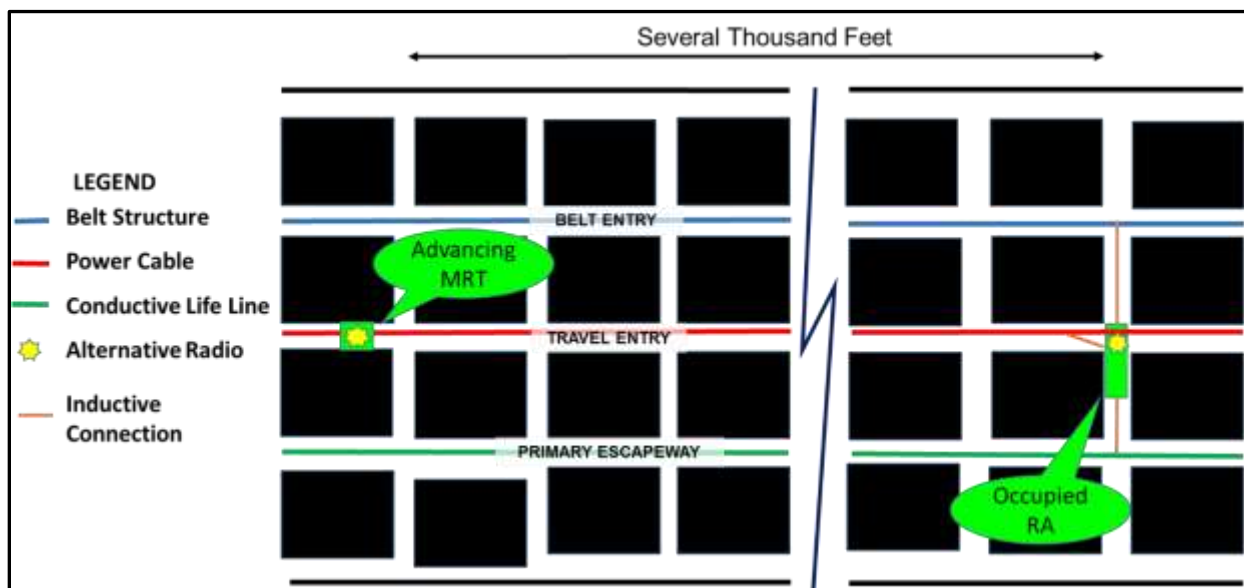 Several Thousand Feet
LEGEND
Belt Structure
Power Cable
Conductive Life Line
Alternative Radio
Inductive
Connection
BELT ENTRY
Advancing
MRT
TRAVEL ENTRY
PRIMARY ESCAPEWAY
Occupied
RA